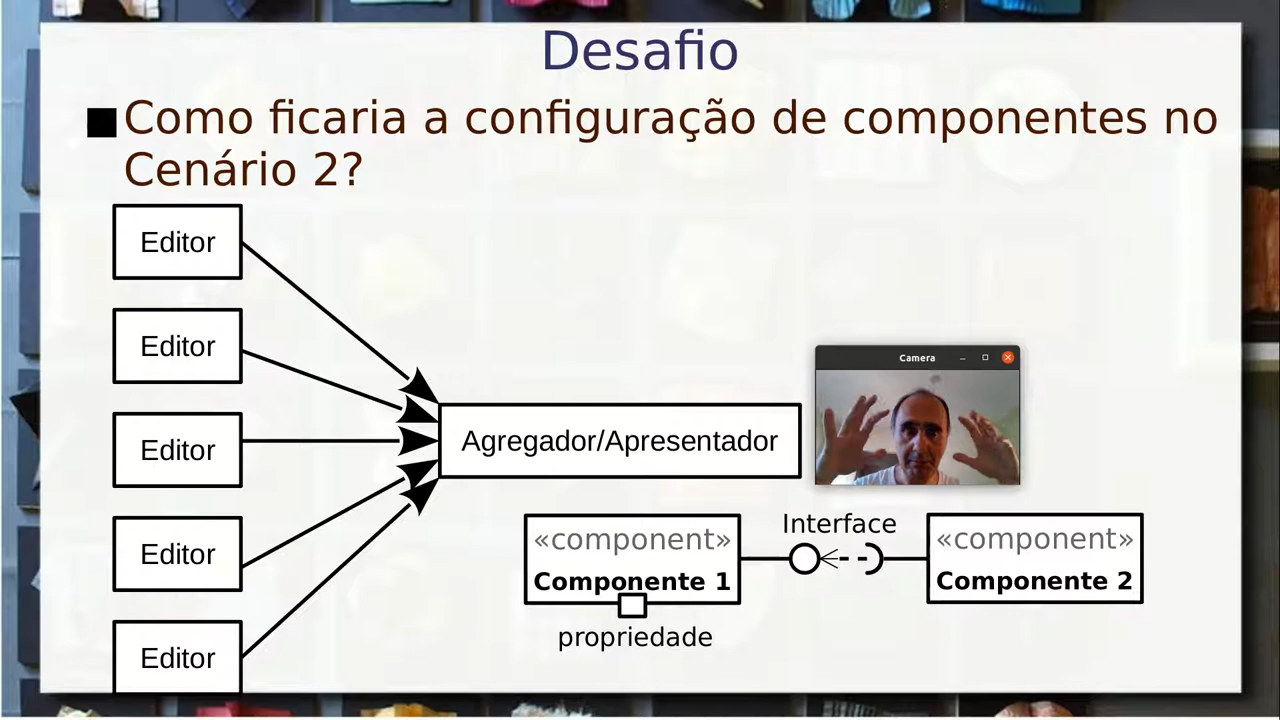 Desafio
Como ficaria a configuração de componentes no
Cenário 2?
Editor
Editor
Editor
Editor
Editor
Agregador/Apresentador
Camera
«component»
Componente 1
propriedade
Interface
«component»
Componente 2